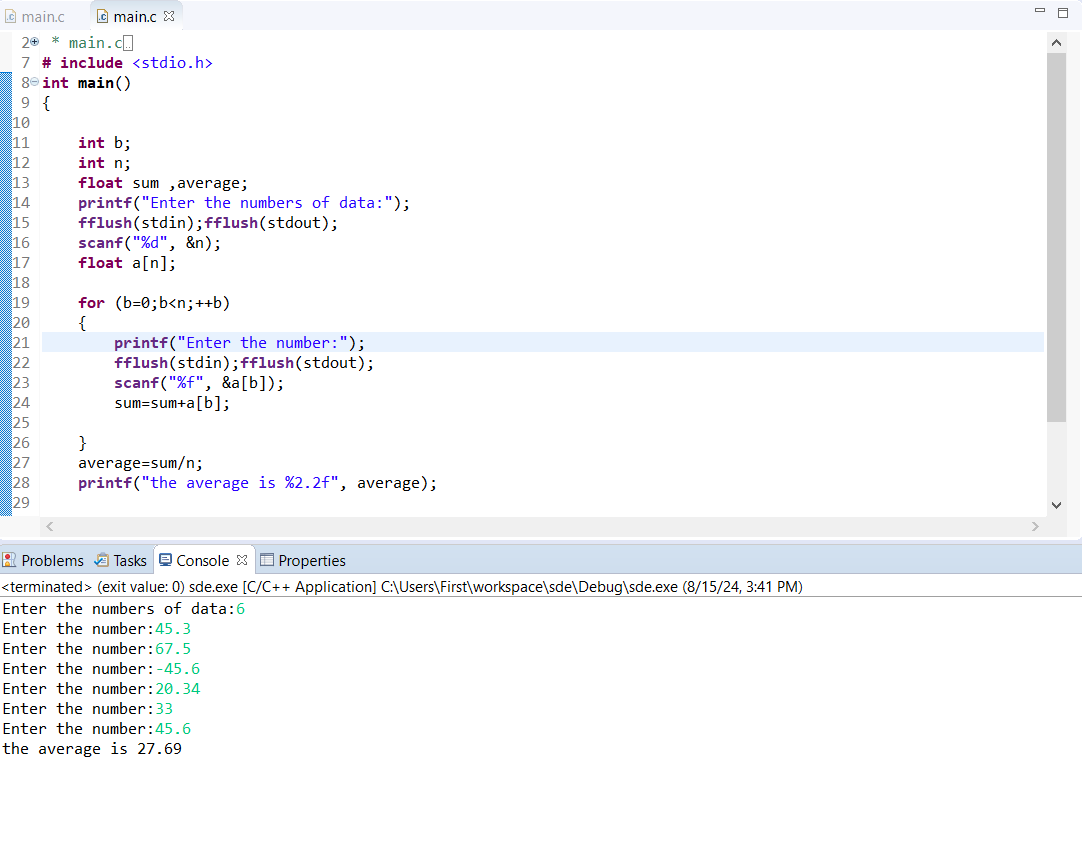 main.c main.c
2 * main.c
7 # include <stdio.h>
8 int main()
9 {
10
11 int b;
12 int n;
13 float sum ,average;
14 printf("Enter the numbers of data:");
15 fflush(stdin);fflush(stdout);
16 scanf("%d", &n);
17 float a[n];
18
19 for (b=0;b<n;++b)
20 {
21 printf("Enter the number:");
22 fflush(stdin);fflush(stdout);
23 scanf("%f", &a[b]);
24 sum=sum+a[b];
25
26 }
27 average=sum/n;
28 printf("the average is %2.2f", average);
29
Problems Tasks Console Properties
<terminated> (exit value: 0) sde.exe [C/C++ Application] C:\Users\First\workspace\sde\Debug\sde.exe (8/15/24, 3:41 PM)
Enter the numbers of data:6
Enter the number:45.3
Enter the number:67.5
Enter the number:-45.6
Enter the number:20.34
Enter the number:33
Enter the number:45.6
the average is 27.69